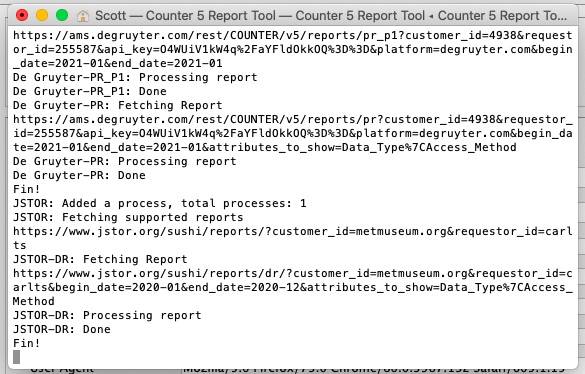 Scott — Counter 5 Report Tool — Counter 5 Report Tool ◂ Counter 5 Report To...
https://ams.degruyter.com/rest/COUNTER/v5/reports/pr_p1?customer_id=4938&request
or_id=255587&api_key=O4WUiV1kW4q%2FaYFldOkkOQ%3D%3D&platform=degruyter.com&begin
_date=2021-01&end_date=2021-01
De Gruyter-PR_P1: Processing report
De Gruyter-PR_P1: Done
De Gruyter-PR: Fetching Report
https://ams.degruyter.com/rest/COUNTER/v5/reports/pr?customer_id=4938&requestor_
id=255587&api_key=O4WUiV1kW4q%2FaYFldOkkOQ%3D%3D&platform=degruyter.com&begin_da
te=2021-01&end_date=2021-01&attributes_to_show=Data_Type%7CAccess_Method
De Gruyter-PR: Processing report
De Gruyter-PR: Done
Fin!
JSTOR: Added a process, total processes: 1
JSTOR: Fetching supported reports
https://www.jstor.org/sushi/reports/?customer_id=metmuseum.org&requestor_id=carl
ts
JSTOR-DR: Fetching Report
https://www.jstor.org/sushi/reports/dr/?customer_id=metmuseum.org&requestor_id=c
arlts&begin_date=2020-01&end_date=2020-12&attributes_to_show=Data_Type%7CAccess_
Method
JSTOR-DR: Processing report
JSTOR-DR: Done
Fin!
User Agent